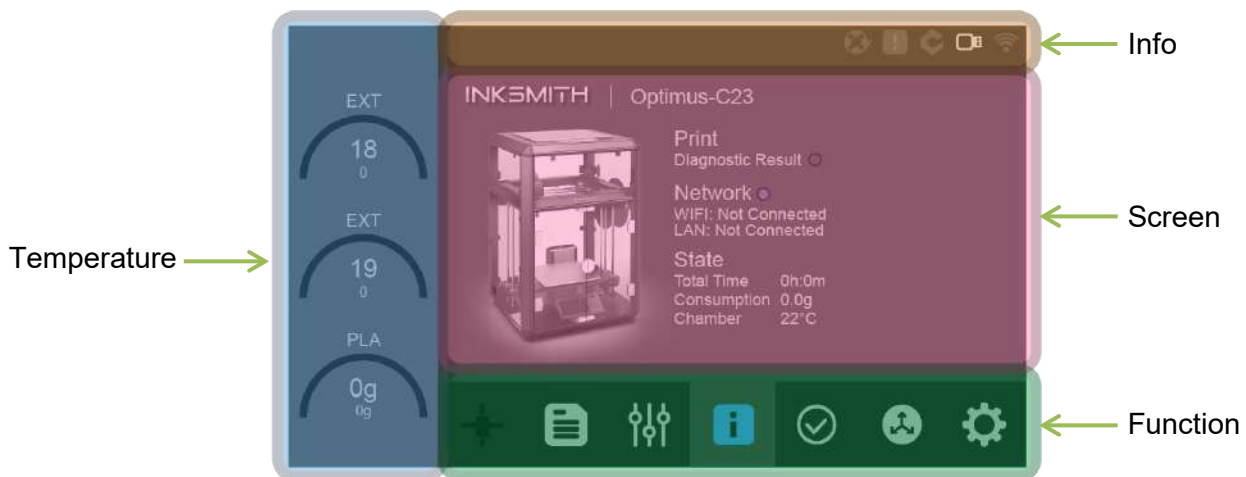 Info
INKSMITH | Optimus-C23
EXT
18
0
Print
Diagnostic Result
Network
WIFI: Not Connected
LAN: Not Connected
EXT
19
0
Screen
Temperature
State
Total Time 0h:0m
Consumption 0.0g
Chamber 22°C
PLA
0g
0g
Function